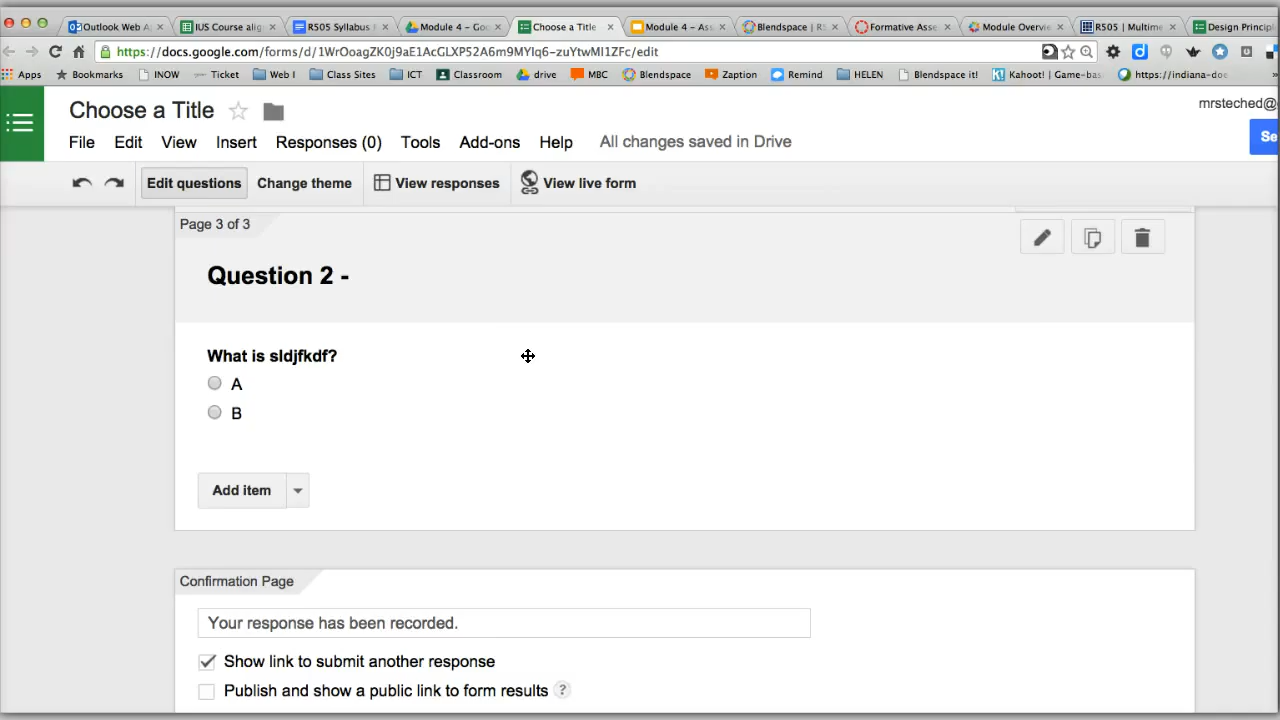 Outlook Web A
IUS Course alig
R505 Syllabus
Module 4 – Goo
Choose a Title
Module 4 – Ass
Blendspace | R
Formative Asse
Module Overvie
R505 | Multime
Design Principl
https://docs.google.com/forms/d/1WrOoagZK0j9aE1AcGLXP52A6m9MYIq6-zuYtwMI1ZFc/edit
Apps Bookmarks INOW Ticket Web I Class Sites ICT Classroom drive MBC Blendspace Zaption Remind HELEN Blendspace it! Kahoot! | Game-bas https://indiana-doe
Choose a Title
mrsteched@
File Edit View Insert Responses (0) Tools Add-ons Help All changes saved in Drive
Se
Edit questions Change theme View responses View live form
Page 3 of 3
Question 2 -
What is sldjfkdf?
A
B
Add item
Confirmation Page
Your response has been recorded.
Show link to submit another response
Publish and show a public link to form results ?